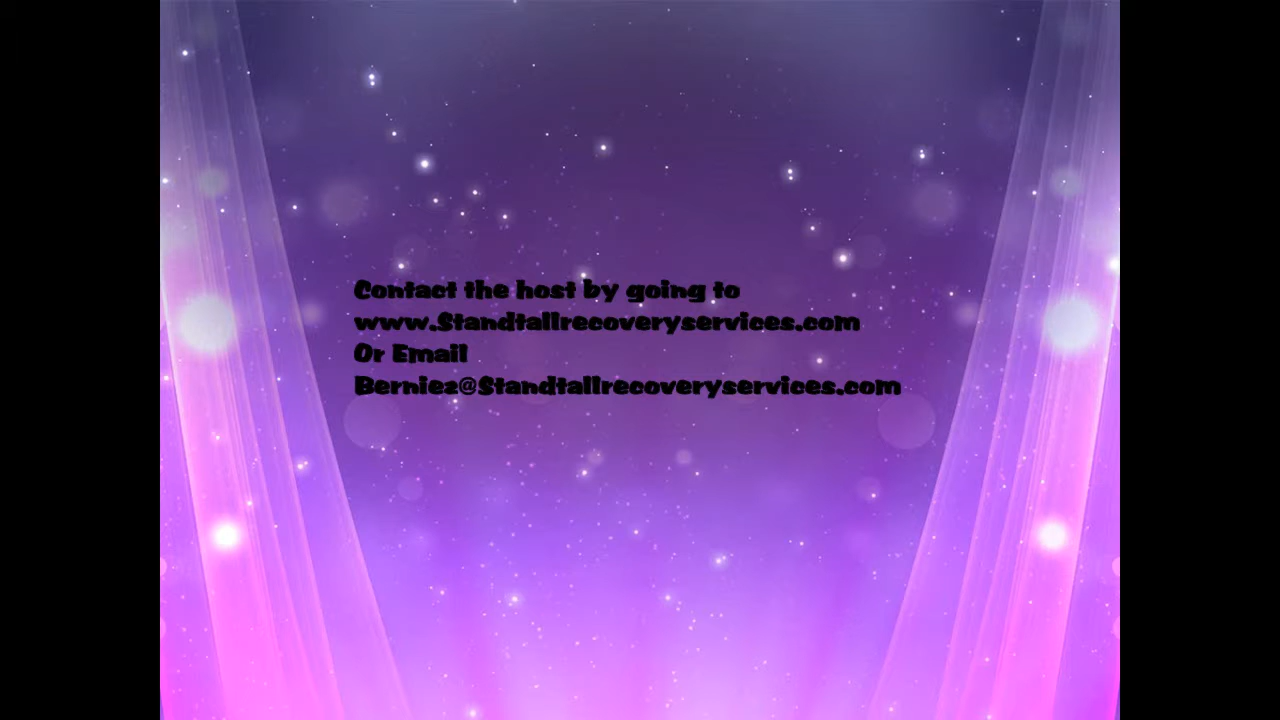 Contact the host by going to
www.Standtallrecoveryservices.com
Or Email
Berniez@Standtallrecoveryservices.com